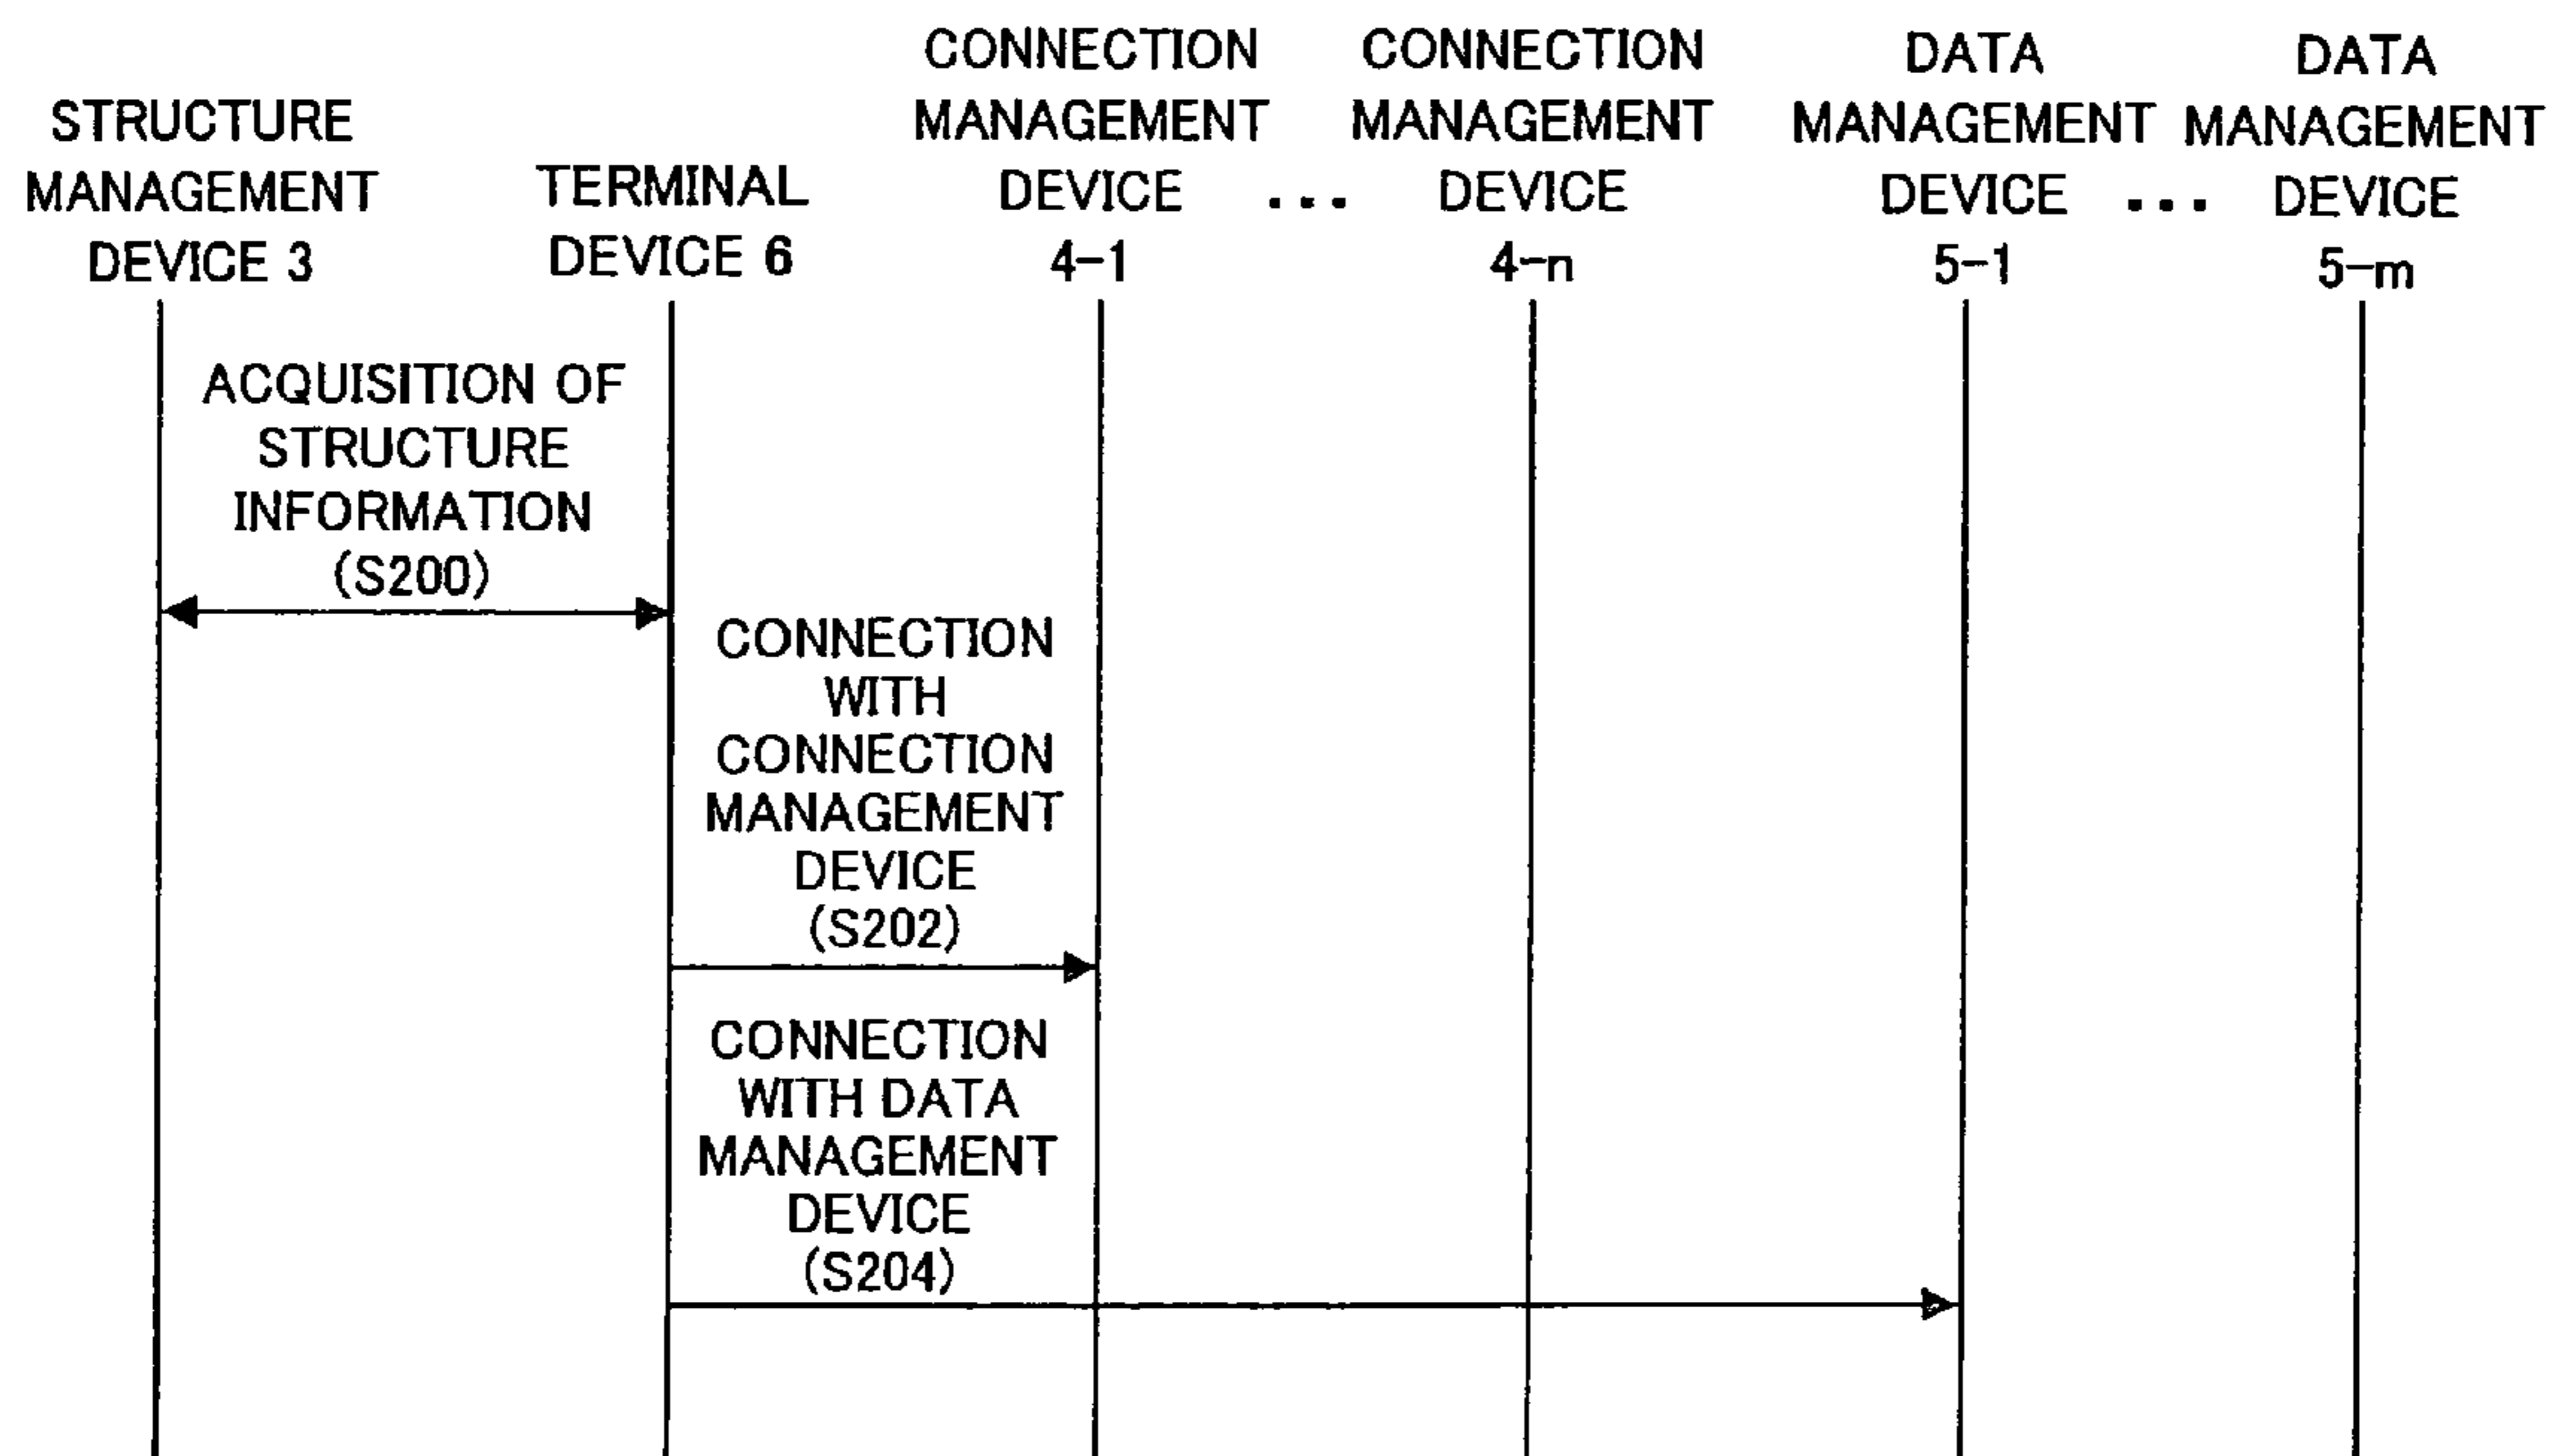 STRUCTURE
MANAGEMENT
DEVICE 3
TERMINAL
DEVICE 6
CONNECTION
MANAGEMENT
DEVICE
4-1
...
CONNECTION
MANAGEMENT
DEVICE
4-n
DATA
MANAGEMENT
DEVICE
5-1
...
DATA
MANAGEMENT
DEVICE
5-m
ACQUISITION OF
STRUCTURE
INFORMATION
(S200)
CONNECTION
WITH
CONNECTION
MANAGEMENT
DEVICE
(S202)
CONNECTION
WITH DATA
MANAGEMENT
DEVICE
(S204)